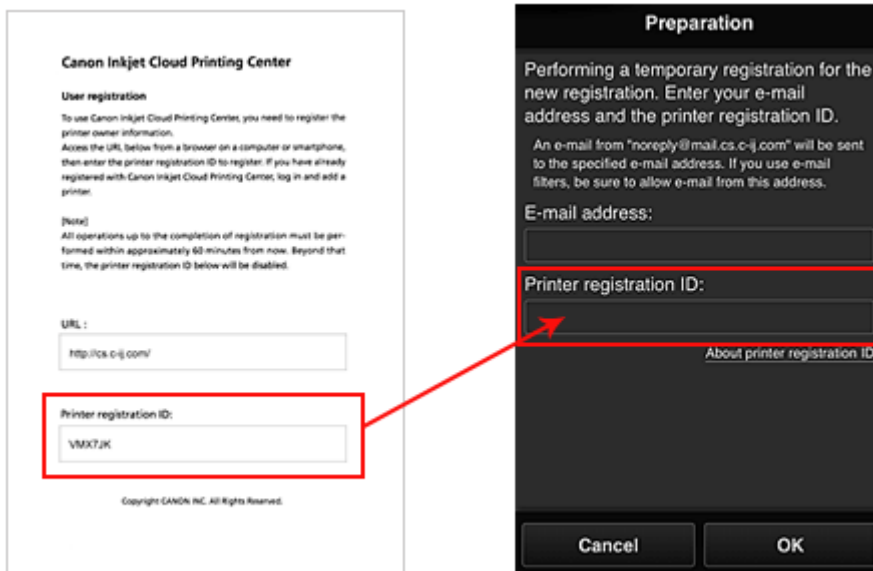 Canon Inkjet Cloud Printing Center
User registration
To use Canon Inkjet Cloud Printing Center, you need to register the
printer owner information.
Access the URL below from a browser on a computer or smartphone,
then enter the printer registration ID to register. If you have already
registered with Canon Inkjet Cloud Printing Center, log in and add a
printer.
[Note]
All operations up to the completion of registration must be per-
formed within approximately 60 minutes from now. Beyond that
time, the printer registration ID below will be disabled.
URL :
http://cs.c-ij.com/
Printer registration ID:
VMX7JK
Copyright CANON INC. All Rights Reserved.
Preparation
Performing a temporary registration for the
new registration. Enter your e-mail
address and the printer registration ID.
An e-mail from "noreply@mail.cs.c-ij.com" will be sent
to the specified e-mail address. If you use e-mail
filters, be sure to allow e-mail from this address.
E-mail address:
Printer registration ID:
About printer registration ID
Cancel
OK